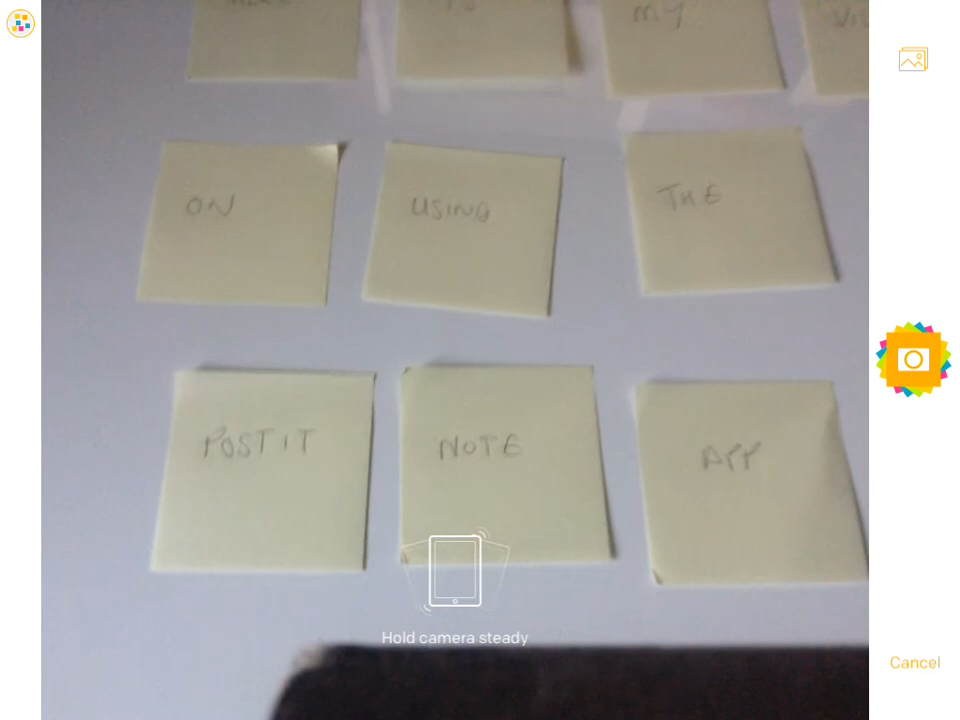 MY
ON USING THE
POSTIT NOTE APP
Hold camera steady
Cancel